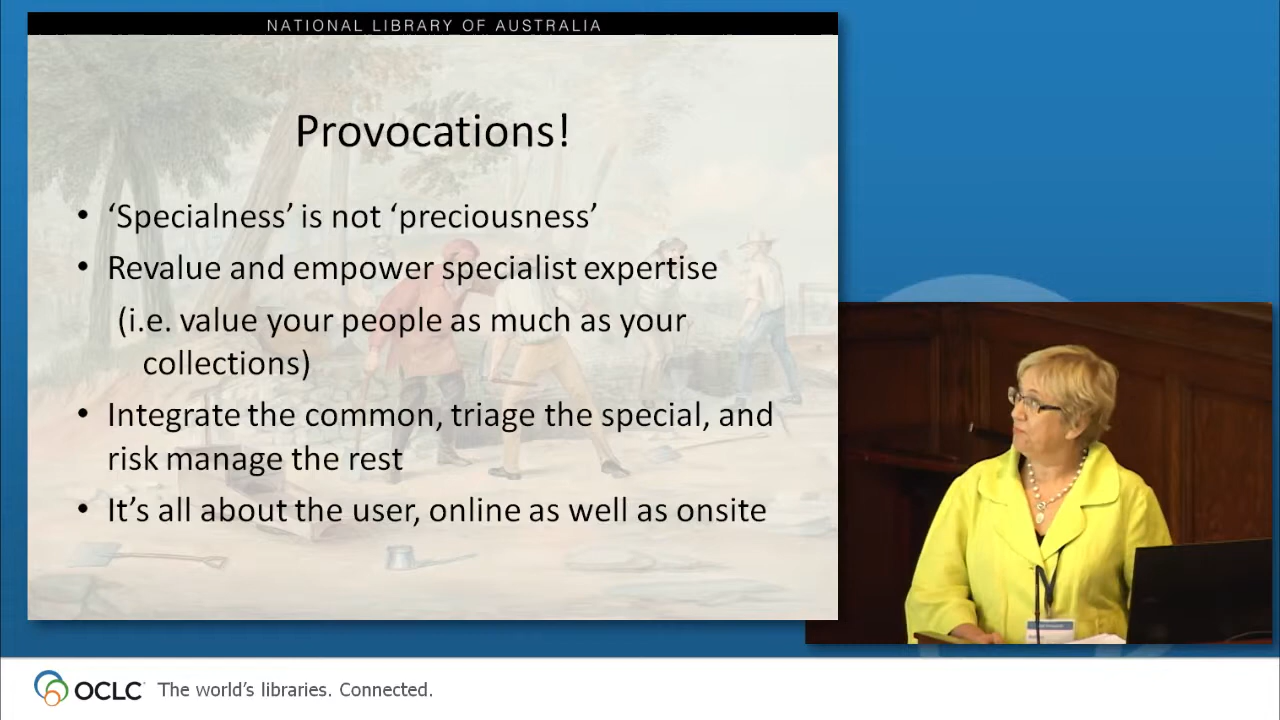 NATIONAL LIBRARY OF AUSTRALIA
Provocations!
• ‘Specialness’ is not ‘preciousness’
• Revalue and empower specialist expertise
(i.e. value your people as much as your
collections)
• Integrate the common, triage the special, and
risk manage the rest
• It’s all about the user, online as well as onsite
OCLC The world’s libraries. Connected.